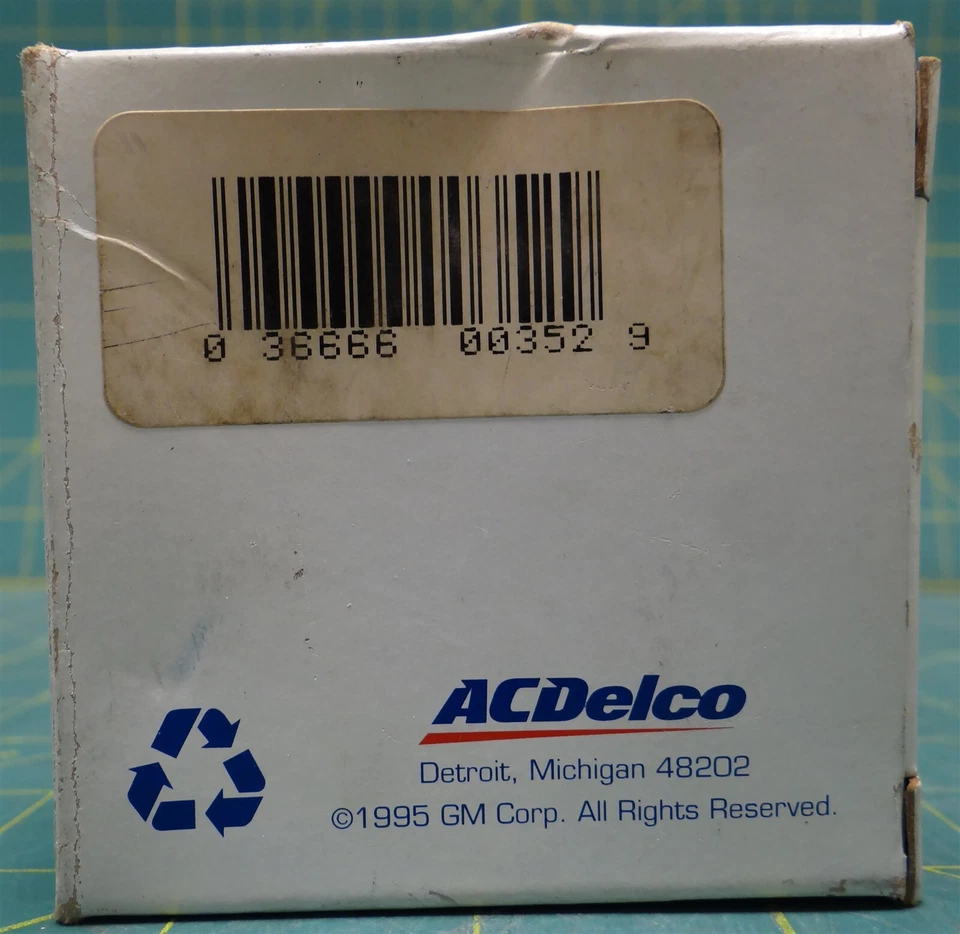 0 36666 00352 9
ACDelco
Detroit, Michigan 48202
©1995 GM Corp. All Rights Reserved.